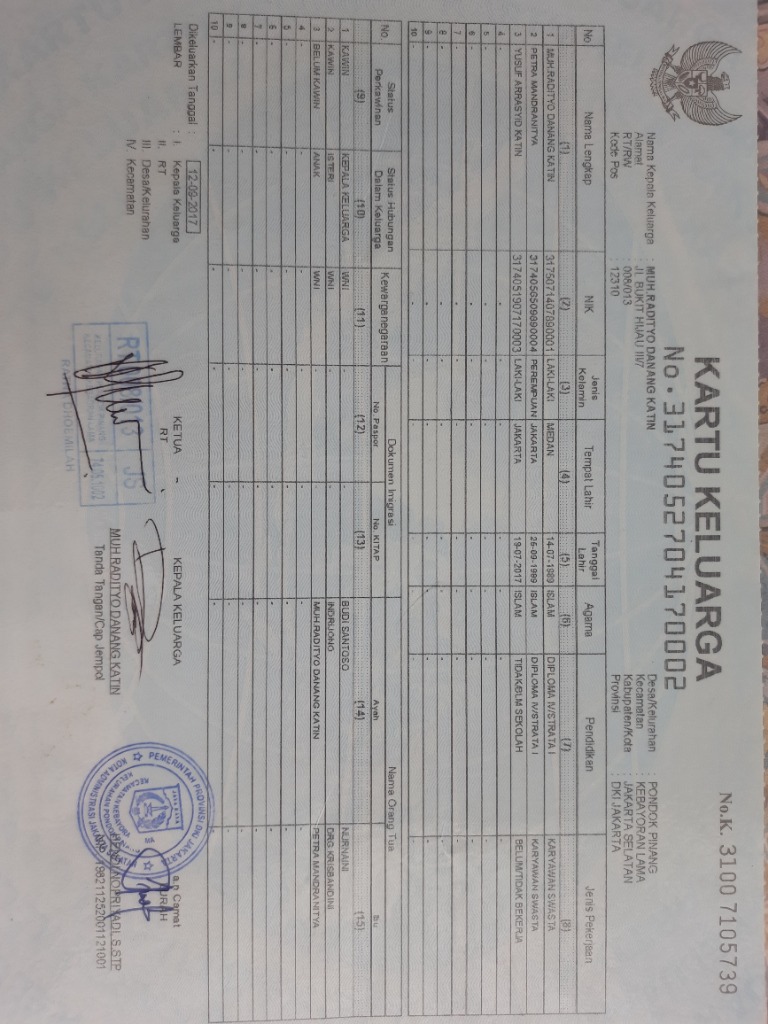 No.K. 3100 7105739
KARTU KELUARGA
No. 3174052704170002
Nama Kepala Keluarga : MUH.RADITYO DANANG KATIN
Alamat : JL BUKIT HIJAU III/7
RT/RW : 008/013
Kode Pos : 12310
Desa/Kelurahan : PONDOK PINANG
Kecamatan : KEBAYORAN LAMA
Kabupaten/Kota : JAKARTA SELATAN
Provinsi : DKI JAKARTA
No Nama Lengkap NIK Jenis Kelamin Tempat Lahir Tanggal Lahir Agama Pendidikan Jenis Pekerjaan
(1) (2) (3) (4) (5) (6) (7) (8)
1 MUH.RADITYO DANANG KATIN 3175071407890001 LAKI-LAKI MEDAN 14-07-1989 ISLAM DIPLOMA IV/STRATA I KARYAWAN SWASTA
2 PETRA MANDRANITYA 3174056509890004 PEREMPUAN JAKARTA 25-09-1989 ISLAM DIPLOMA IV/STRATA I KARYAWAN SWASTA
3 YUSUF ARRASYID KATIN 3174051907170003 LAKI-LAKI JAKARTA 19-07-2017 ISLAM TIDAK/BLM SEKOLAH BELUM/TIDAK BEKERJA
4 - - - - - - - -
5 - - - - - - - -
6 - - - - - - - -
7 - - - - - - - -
8 - - - - - - - -
9 - - - - - - - -
10 - - - - - - - -
No. Status Perkawinan Status Hubungan Dalam Keluarga Kewarganegaraan Dokumen Imigrasi Nama Orang Tua
No. Paspor No. KITAP Ayah Ibu
(9) (10) (11) (12) (13) (14) (15)
1 KAWIN KEPALA KELUARGA WNI - - BUDI SANTOSO NURNAINI
2 KAWIN ISTERI WNI - - INDRIJONO DRG.KRISBANDINI
3 BELUM KAWIN ANAK WNI - - MUH.RADITYO DANANG KATIN PETRA MANDRANITYA
4 - - - - - - -
5 - - - - - - -
6 - - - - - - -
7 - - - - - - -
8 - - - - - - -
9 - - - - - - -
10 - - - - - - -
Dikeluarkan Tanggal : 12-09-2017
LEMBAR : I. Kepala Keluarga
II. RT
III. Desa/Kelurahan
IV. Kecamatan
KETUA
RT
KEPALA KELUARGA
MUH.RADITYO DANANG KATIN
Tanda Tangan/Cap Jempol
a.n Camat
LURAH
S.STP
198211252001121001
PEMERINTAH PROVINSI DKI JAKARTA
KOTA ADMINISTRASI JAKARTA